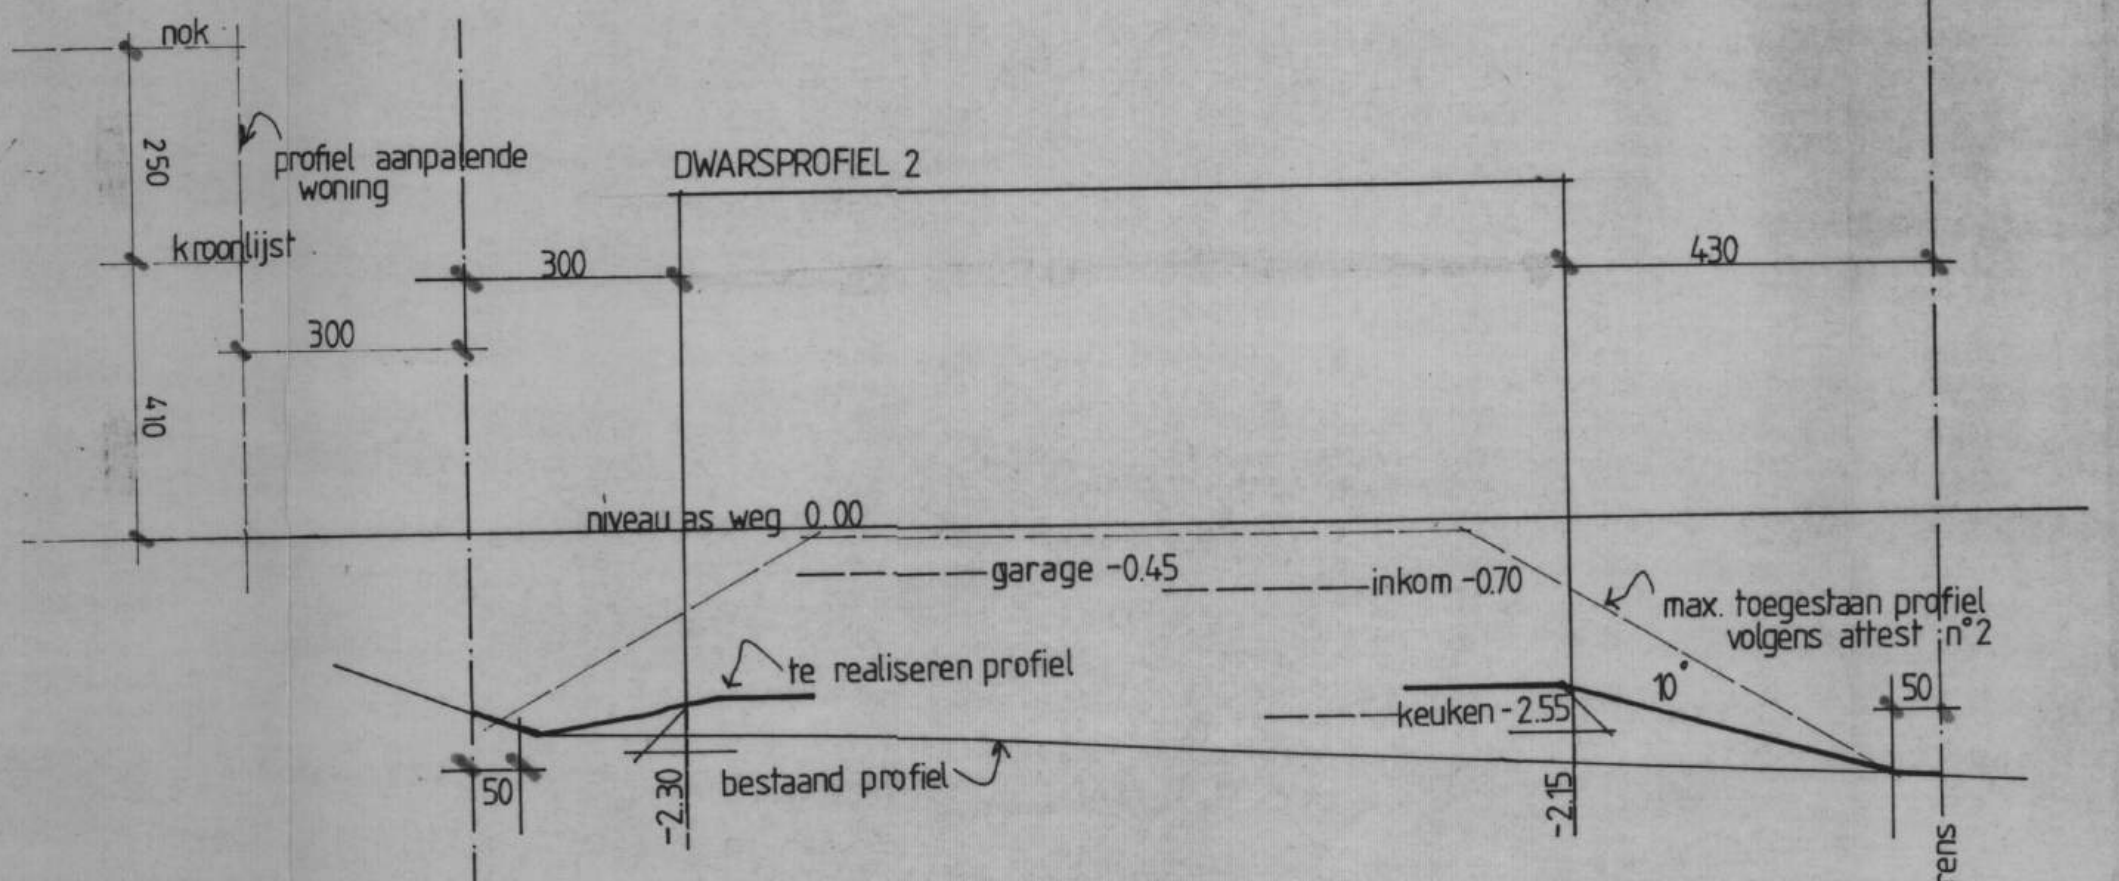 nok
250
profiel aanpalende
woning
DWARSPROFIEL 2
kroonlijst
300
430
300
410
niveau as weg 0.00
garage -0.45
inkom -0.70
max. toegestaan profiel
volgens attest n°2
te realiseren profiel
10°
50
keuken -2.55
bestaand profiel
50
-2.30
-2.15